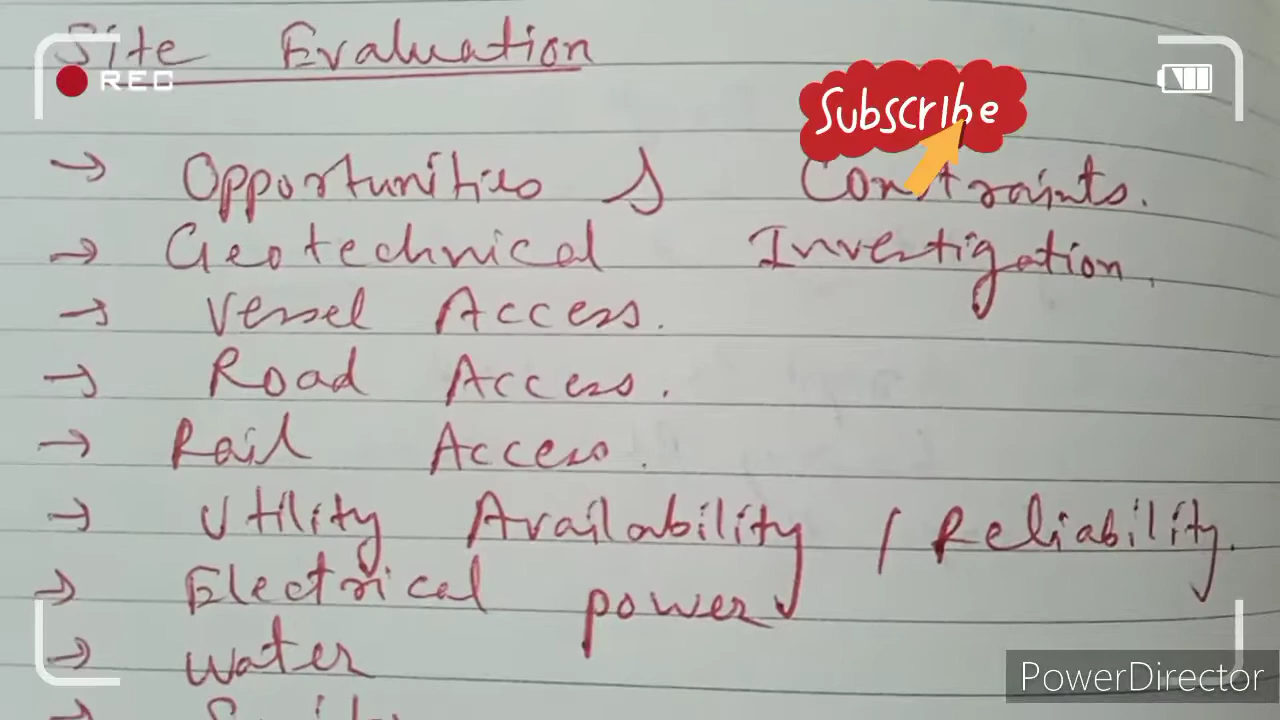 Site Evaluation
REC
Subscribe
→ Opportunities & Constraints.
→ Geotechnical Investigation.
→ Vessel Access.
→ Road Access.
→ Rail Access.
→ Utility Availability / Reliability.
→ Electrical power
→ water
PowerDirector